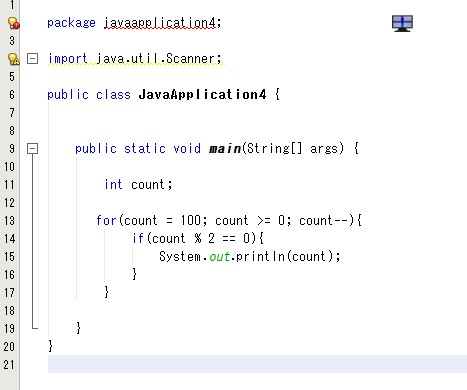 1
2 package javaapplication4;
3
4 import java.util.Scanner;
5
6 public class JavaApplication4 {
7
8
9 public static void main(String[] args) {
10
11 int count;
12
13 for(count = 100; count >= 0; count--){
14 if(count % 2 == 0){
15 System.out.println(count);
16 }
17 }
18
19 }
20 }
21